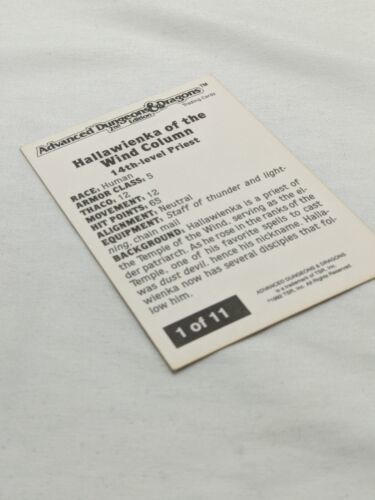 Advanced Dungeons & Dragons™
2nd Edition
Trading Cards
Hallawienka of the
Wind Column
14th-level Priest
RACE: Human
ARMOR CLASS: 5
THACO: 12
MOVEMENT: 12
HIT POINTS: 65
ALIGNMENT: Neutral
EQUIPMENT: Staff of thunder and light-
ning, chain mail
BACKGROUND: Hallawienka is a priest of
the Temple of the Wind, serving as the el-
der patriarch. As he rose in the ranks of the
Temple, one of his favorite spells to cast
was dust devil, hence his nickname. Halla-
wienka now has several disciples that fol-
low him.
1 of 11
ADVANCED DUNGEONS & DRAGONS
is a trademark of TSR, Inc.
©1992 TSR, Inc. All Rights Reserved.